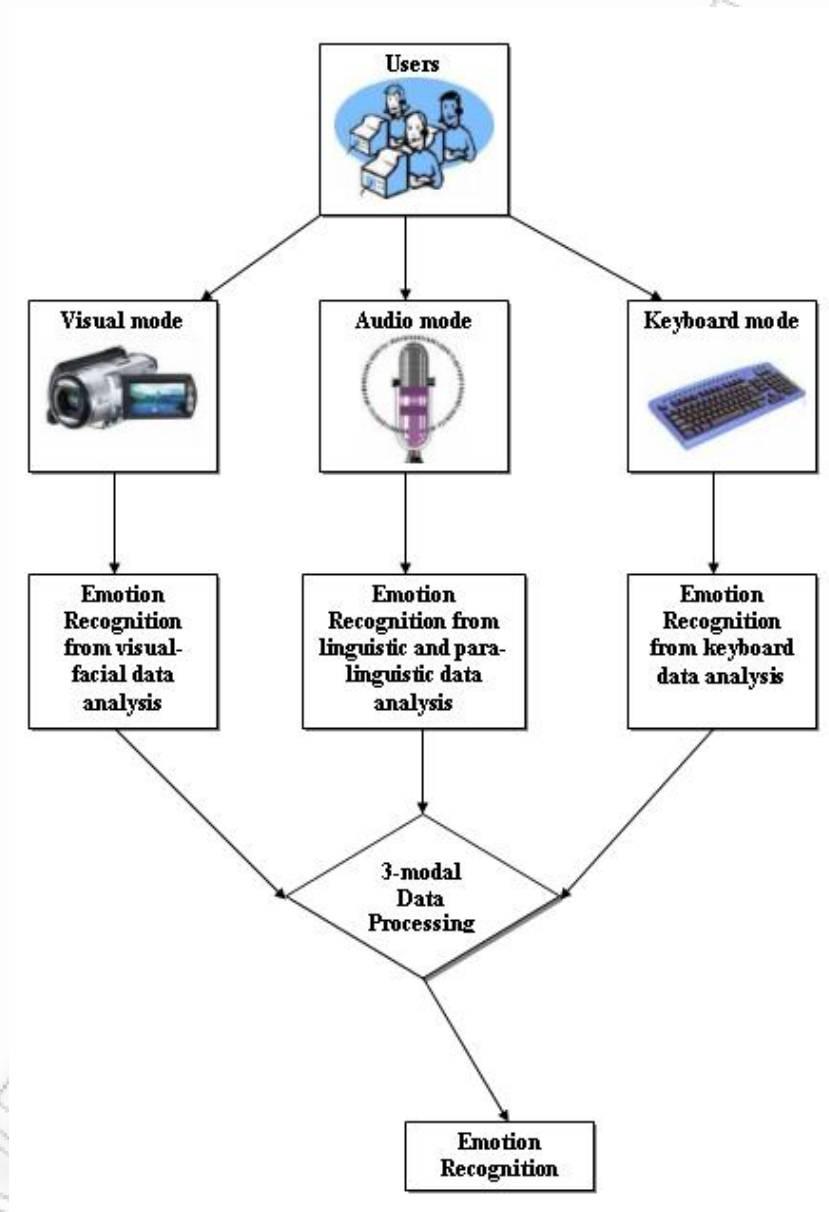 Users
Visual mode
Audio mode
Keyboard mode
Emotion
Recognition
from visual-
facial data
analysis
Emotion
Recognition from
linguistic and para-
linguistic data
analysis
Emotion
Recognition
from keyboard
data analysis
3-modal
Data
Processing
Emotion
Recognition